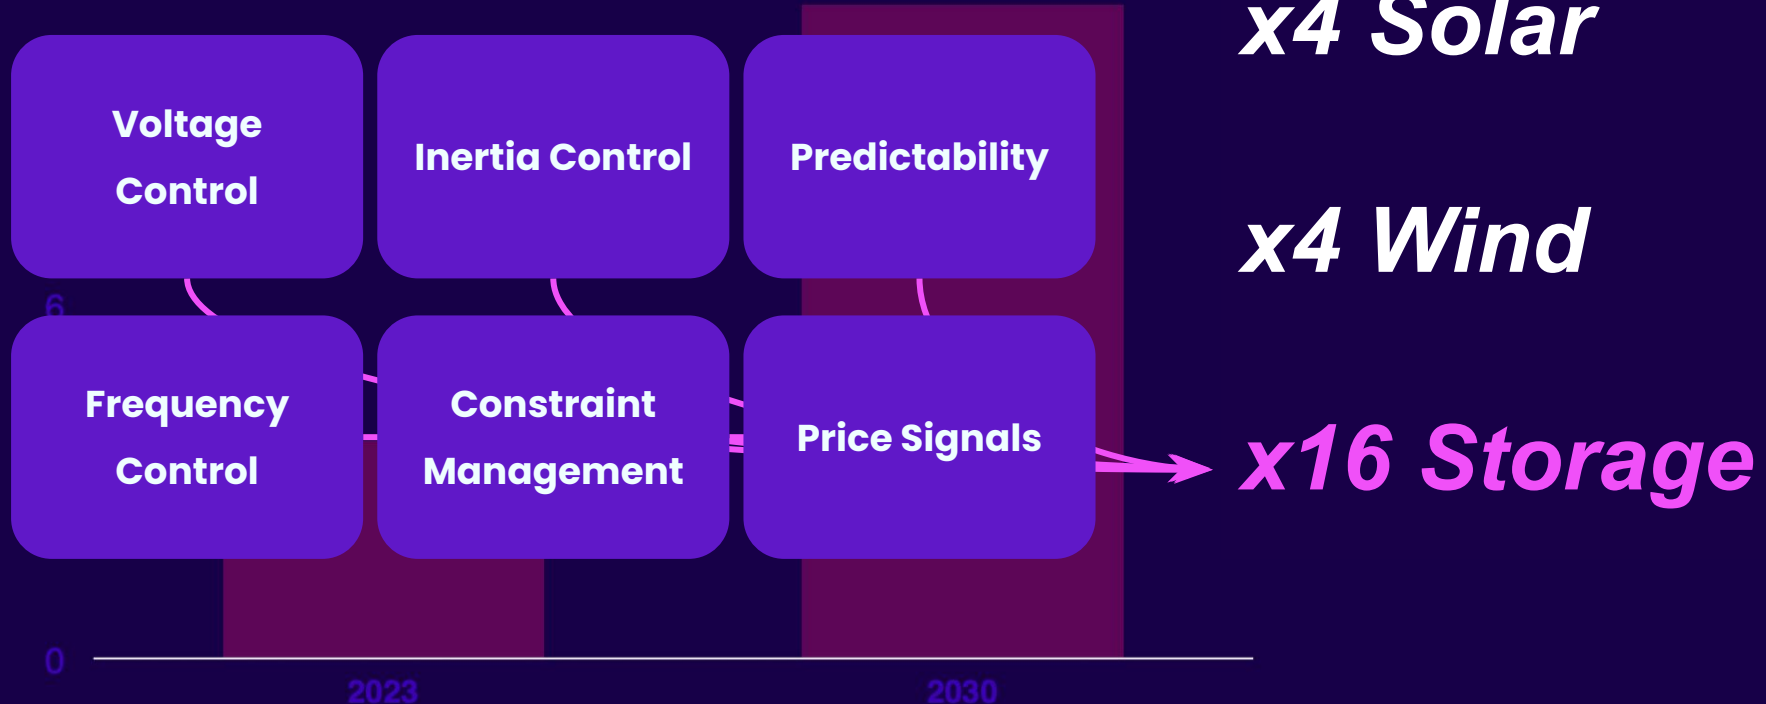 x4 Solar
Voltage
Control
Inertia Control
Predictability
x4 Wind
6
Frequency
Control
Constraint
Management
Price Signals
x16 Storage
0
2023
2030